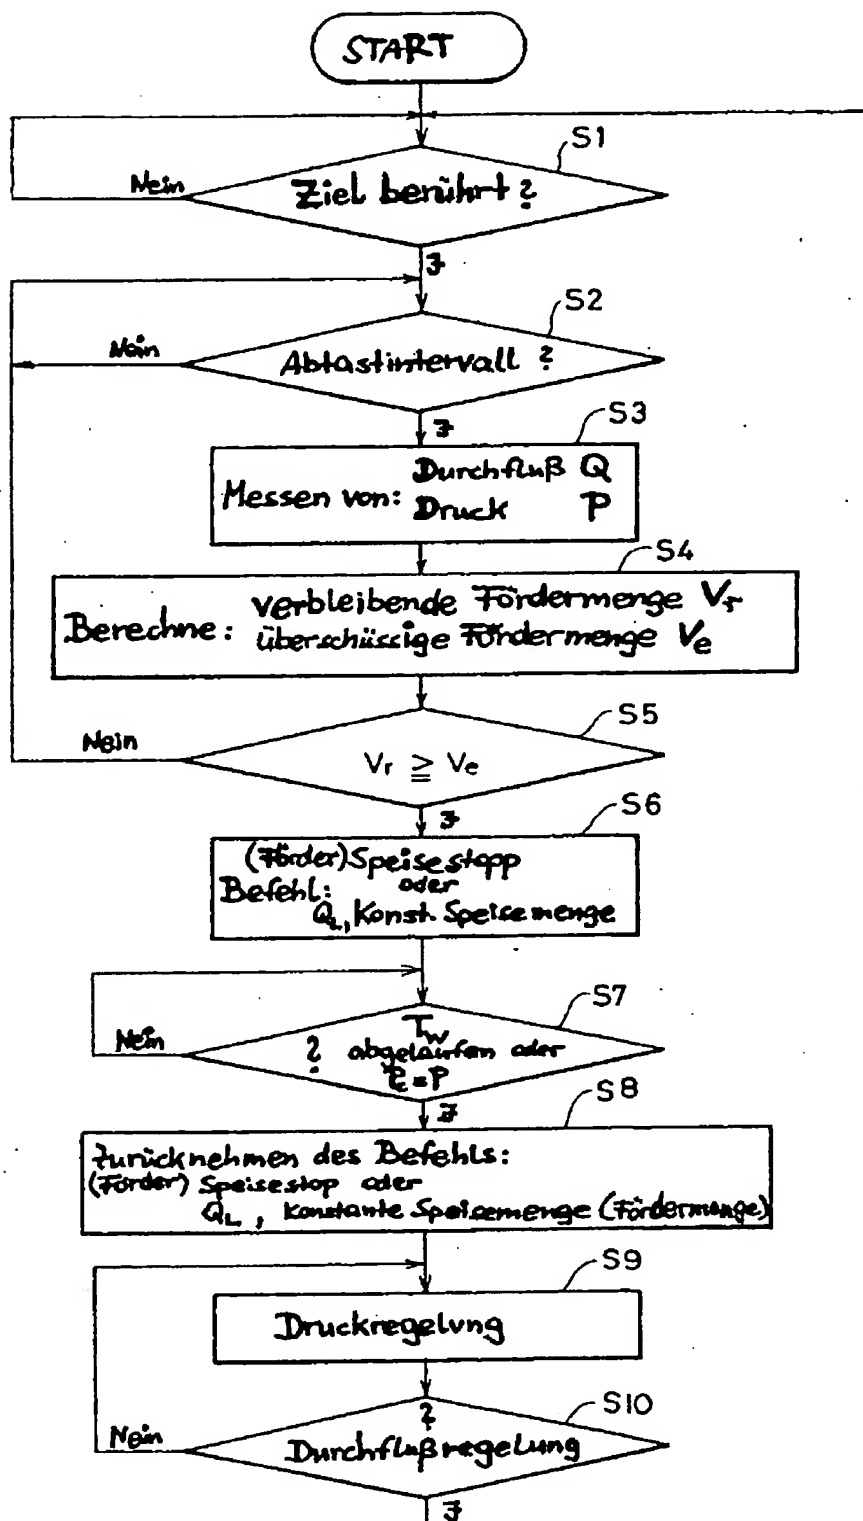 START
S1
Nein
Ziel berührt?
J
S2
Nein
Abtastintervall ?
J
S3
Messen von: Durchfluß Q
Druck P
S4
Berechne: verbleibende Fördermenge Vr
überschüssige Fördermenge Ve
S5
Nein
Vr ≧ Ve
J
S6
(Förder) Speisestopp
Befehl: oder
QL, Konst. Speisemenge
S7
Nein
Tw
? abgelaufen oder
Pc = P
J
S8
Zurücknehmen des Befehls:
(Förder) Speisestop oder
QL, Konstante Speisemenge (Fördermenge)
S9
Druckregelung
S10
Nein
?
Durchflußregelung
J